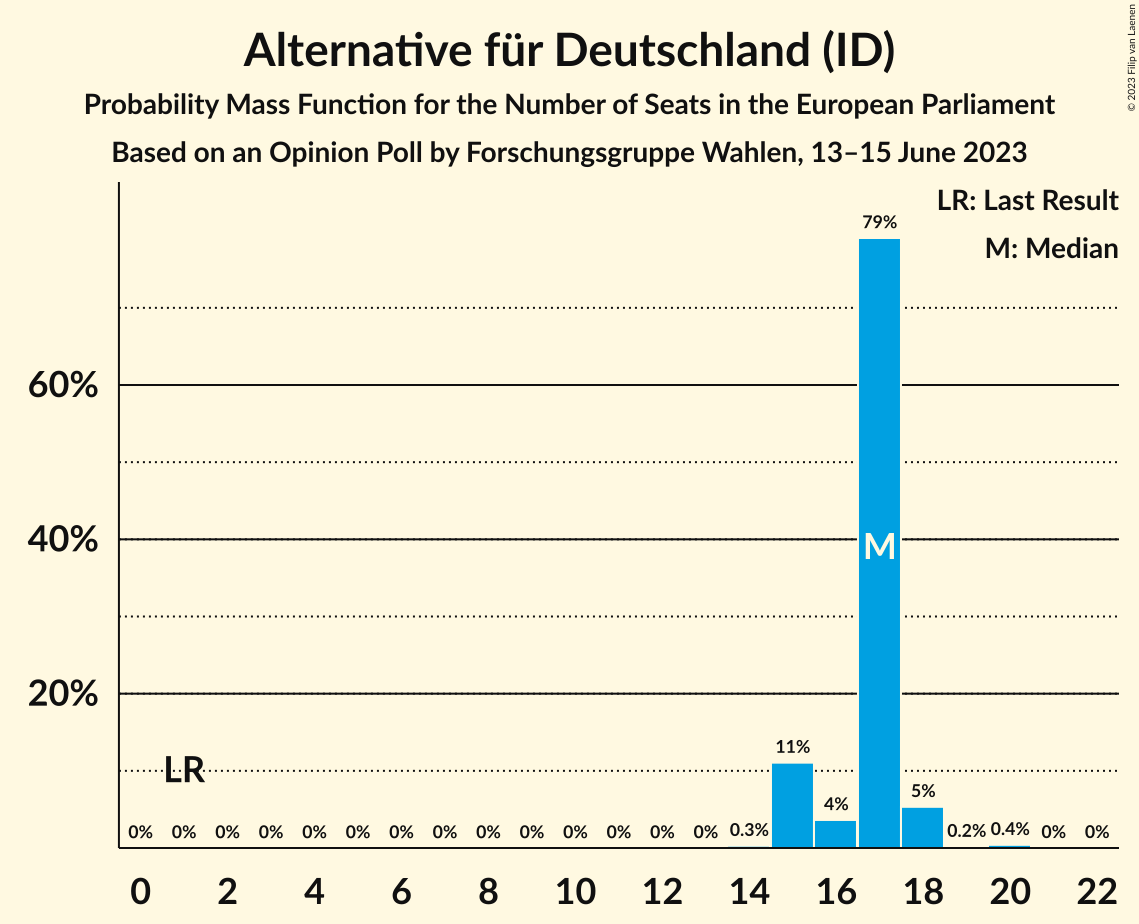 Alternative für Deutschland (ID)
Probability Mass Function for the Number of Seats in the European Parliament
Based on an Opinion Poll by Forschungsgruppe Wahlen, 13–15 June 2023
© 2023 Filip van Laenen
LR: Last Result
M: Median
79%
60%
40%
M
20%
11%
LR
5%
4%
0% 0% 0% 0% 0% 0% 0% 0% 0% 0% 0% 0% 0% 0% 0.3% 0.2% 0.4% 0% 0%
0 2 4 6 8 10 12 14 16 18 20 22